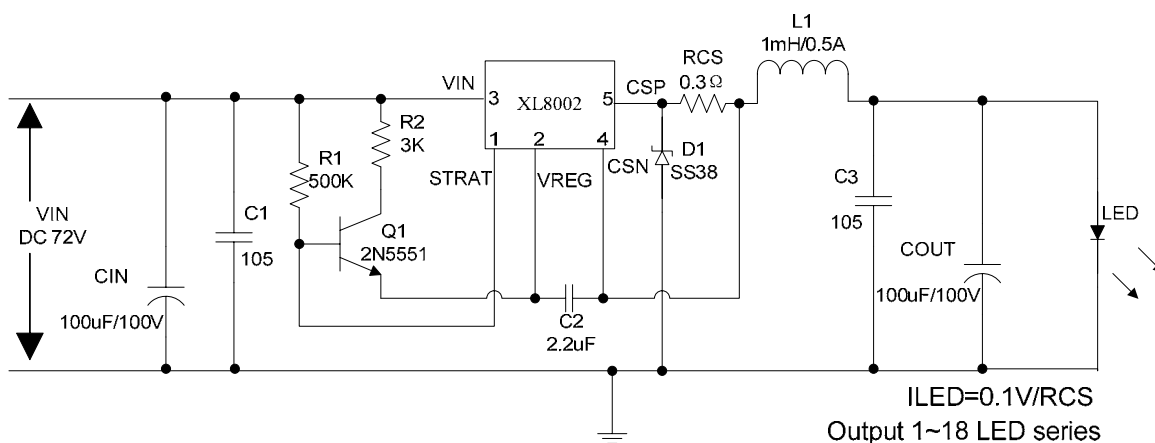 L1
1mH/0.5A
RCS
0.3Ω
VIN
CSP
XL8002
3
5
1
2
4
R2
3K
D1
SS38
R1
500K
STRAT
VREG
CSN
C3
105
VIN
DC 72V
C1
105
Q1
2N5551
LED
CIN
100uF/100V
COUT
100uF/100V
C2
2.2uF
ILED=0.1V/RCS
Output 1~18 LED series